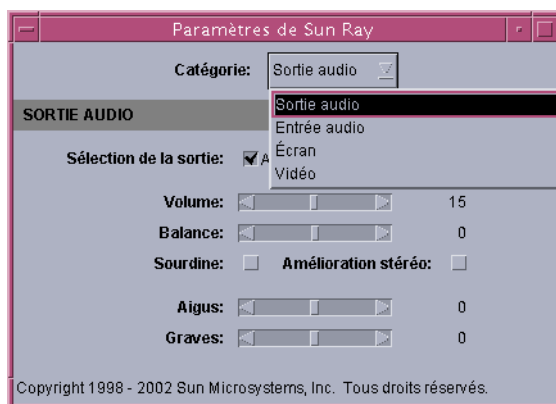 Paramètres de Sun Ray
Catégorie: Sortie audio
Sortie audio
Entrée audio
Écran
Vidéo
SORTIE AUDIO
Sélection de la sortie: A
Volume: 15
Balance: 0
Sourdine: Amélioration stéréo:
Aigus: 0
Graves: 0
Copyright 1998 - 2002 Sun Microsystems, Inc. Tous droits réservés.